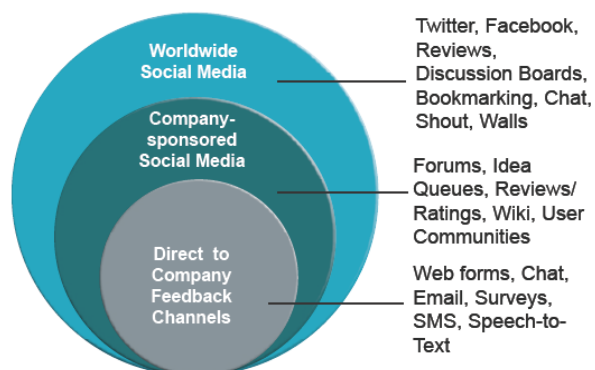 Worldwide
Social Media
Twitter, Facebook,
Reviews,
Discussion Boards,
Bookmarking, Chat,
Shout, Walls
Company-
sponsored
Social Media
Forums, Idea
Queues, Reviews/
Ratings, Wiki, User
Communities
Direct to
Company
Feedback
Channels
Web forms, Chat,
Email, Surveys,
SMS, Speech-to-
Text